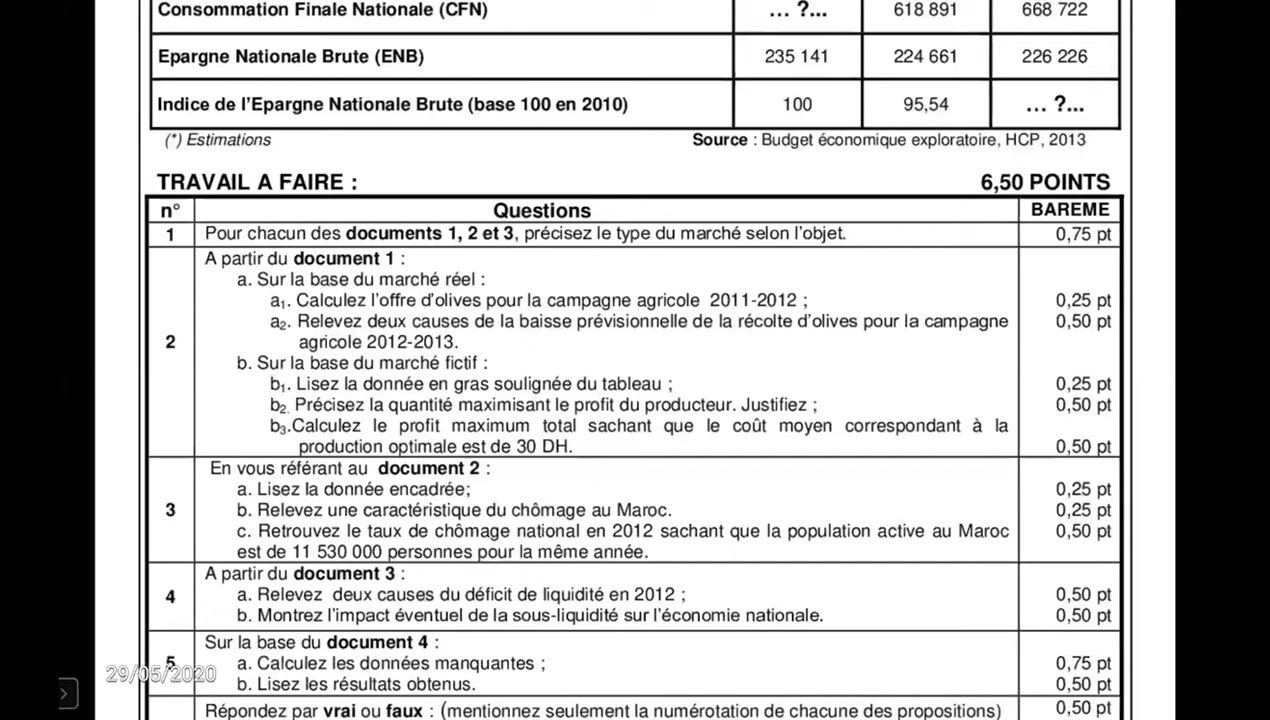 Consommation Finale Nationale (CFN) ... ?... 618 891 668 722
Epargne Nationale Brute (ENB) 235 141 224 661 226 226
Indice de l'Epargne Nationale Brute (base 100 en 2010) 100 95,54 ... ?...
(*) Estimations Source : Budget économique exploratoire, HCP, 2013
TRAVAIL A FAIRE : 6,50 POINTS
n° Questions BAREME
1 Pour chacun des documents 1, 2 et 3, précisez le type du marché selon l'objet. 0,75 pt
A partir du document 1 :
a. Sur la base du marché réel :
a1. Calculez l'offre d'olives pour la campagne agricole 2011-2012 ; 0,25 pt
a2. Relevez deux causes de la baisse prévisionnelle de la récolte d'olives pour la campagne 0,50 pt
2 agricole 2012-2013.
b. Sur la base du marché fictif :
b1. Lisez la donnée en gras soulignée du tableau ; 0,25 pt
b2. Précisez la quantité maximisant le profit du producteur. Justifiez ; 0,50 pt
b3.Calculez le profit maximum total sachant que le coût moyen correspondant à la
production optimale est de 30 DH. 0,50 pt
En vous référant au document 2 :
a. Lisez la donnée encadrée; 0,25 pt
3 b. Relevez une caractéristique du chômage au Maroc. 0,25 pt
c. Retrouvez le taux de chômage national en 2012 sachant que la population active au Maroc 0,50 pt
est de 11 530 000 personnes pour la même année.
A partir du document 3 :
4 a. Relevez deux causes du déficit de liquidité en 2012 ; 0,50 pt
b. Montrez l'impact éventuel de la sous-liquidité sur l'économie nationale. 0,50 pt
Sur la base du document 4 :
5 a. Calculez les données manquantes ; 0,75 pt
29/05/2020
b. Lisez les résultats obtenus. 0,50 pt
Répondez par vrai ou faux : (mentionnez seulement la numérotation de chacune des propositions) 0,50 pt